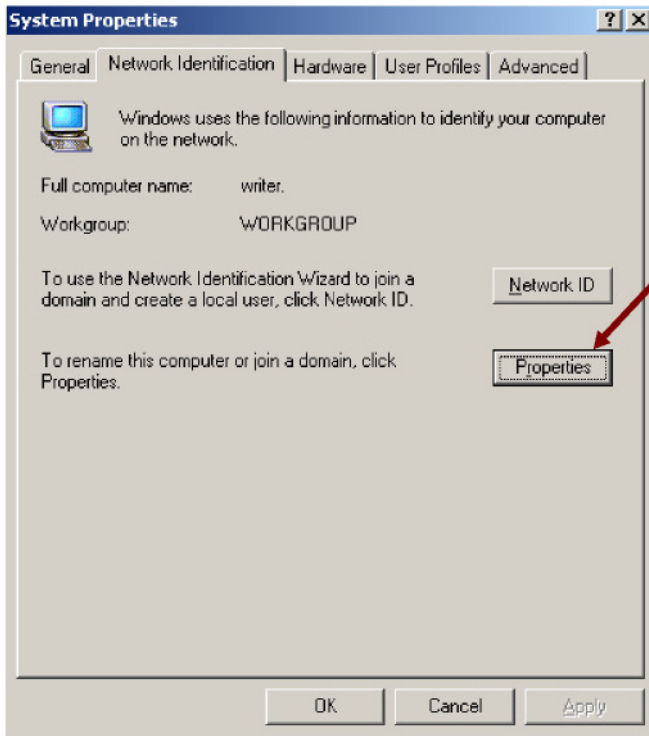 System Properties
General Network Identification Hardware User Profiles Advanced
Windows uses the following information to identify your computer
on the network.
Full computer name: writer.
Workgroup: WORKGROUP
To use the Network Identification Wizard to join a
domain and create a local user, click Network ID.
Network ID
To rename this computer or join a domain, click
Properties.
Properties
OK Cancel Apply